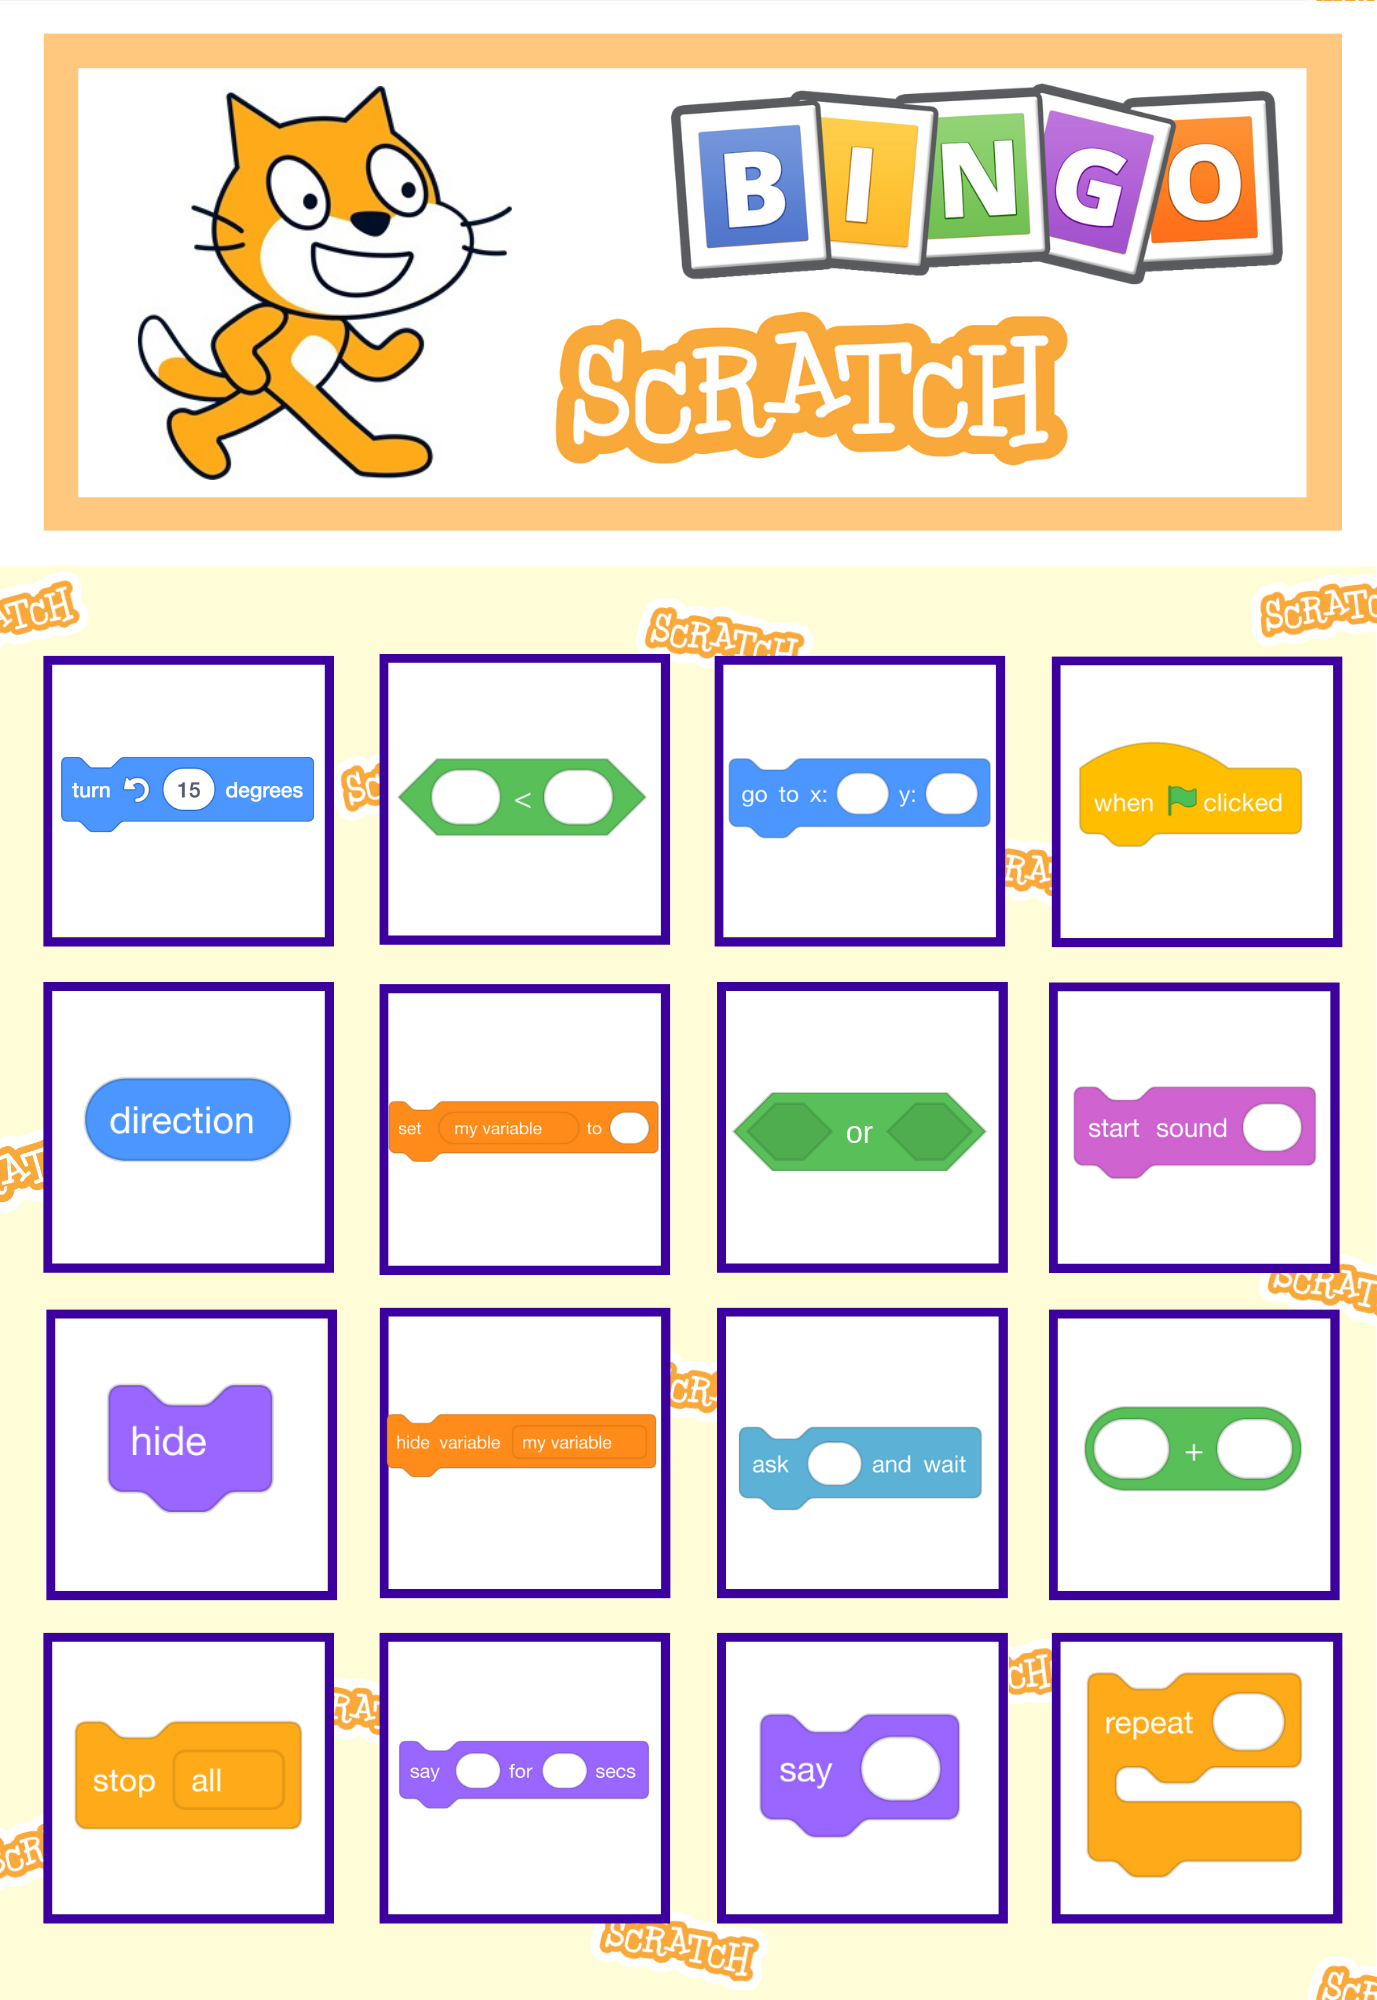 BINGO
SCRATCH
SCRATCH
SCRATCH
turn 15 degrees
<
go to x: y:
when clicked
direction
set my variable to
or
start sound
hide
hide variable my variable
ask and wait
+
stop all
say for secs
say
repeat
SCRATCH